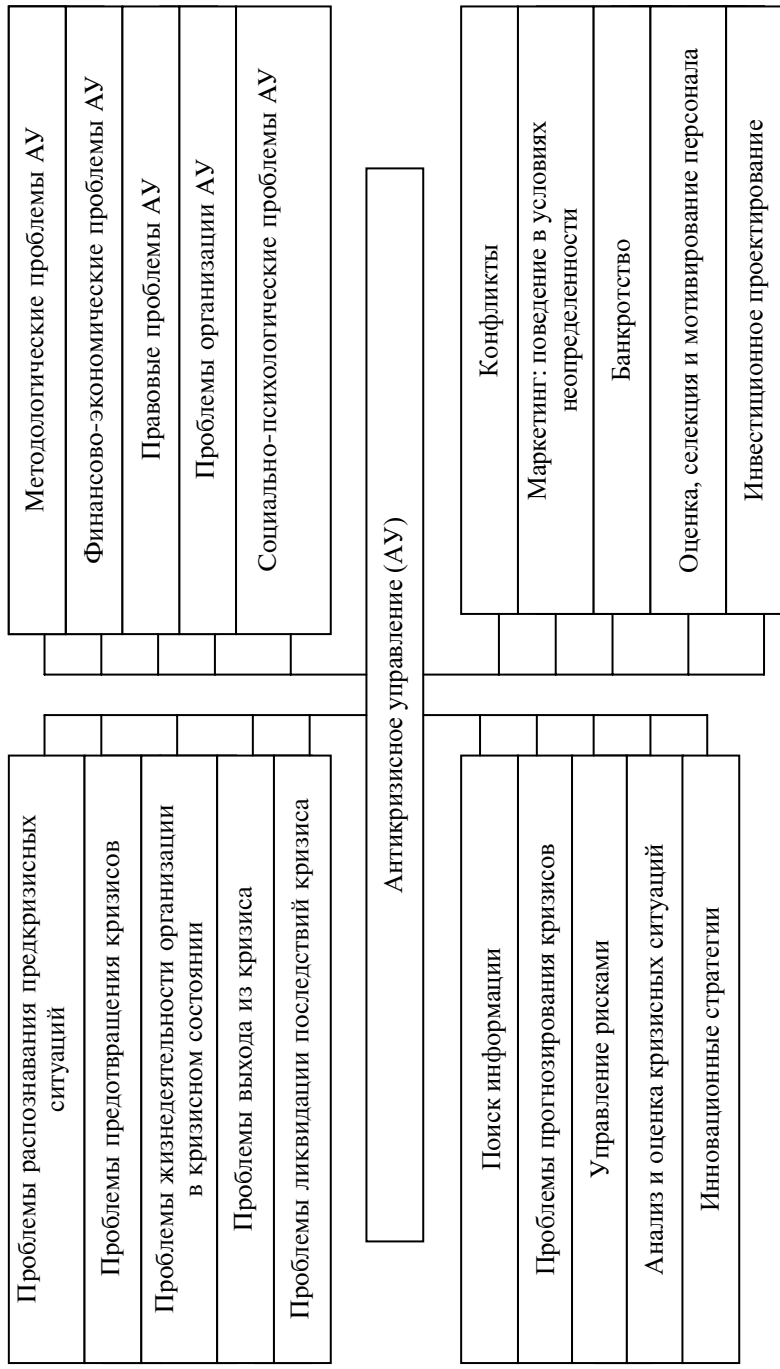 Проблемы распознавания предкризисных
ситуаций
Проблемы предотвращения кризисов
Проблемы жизнедеятельности организации
в кризисном состоянии
Проблемы выхода из кризиса
Проблемы ликвидации последствий кризиса
Методологические проблемы АУ
Финансово-экономические проблемы АУ
Правовые проблемы АУ
Проблемы организации АУ
Социально-психологические проблемы АУ
Антикризисное управление (АУ)
Поиск информации
Проблемы прогнозирования кризисов
Управление рисками
Анализ и оценка кризисных ситуаций
Инновационные стратегии
Конфликты
Маркетинг: поведение в условиях
неопределенности
Банкротство
Оценка, селекция и мотивирование персонала
Инвестиционное проектирование